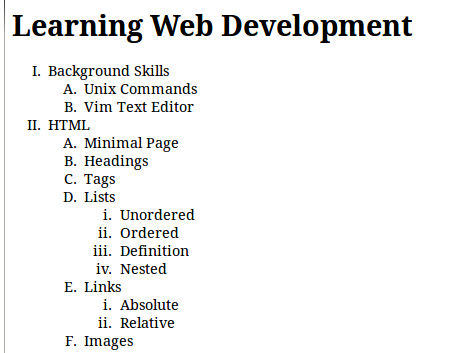 Learning Web Development
I. Background Skills
A. Unix Commands
B. Vim Text Editor
II. HTML
A. Minimal Page
B. Headings
C. Tags
D. Lists
i. Unordered
ii. Ordered
iii. Definition
iv. Nested
E. Links
i. Absolute
ii. Relative
F. Images